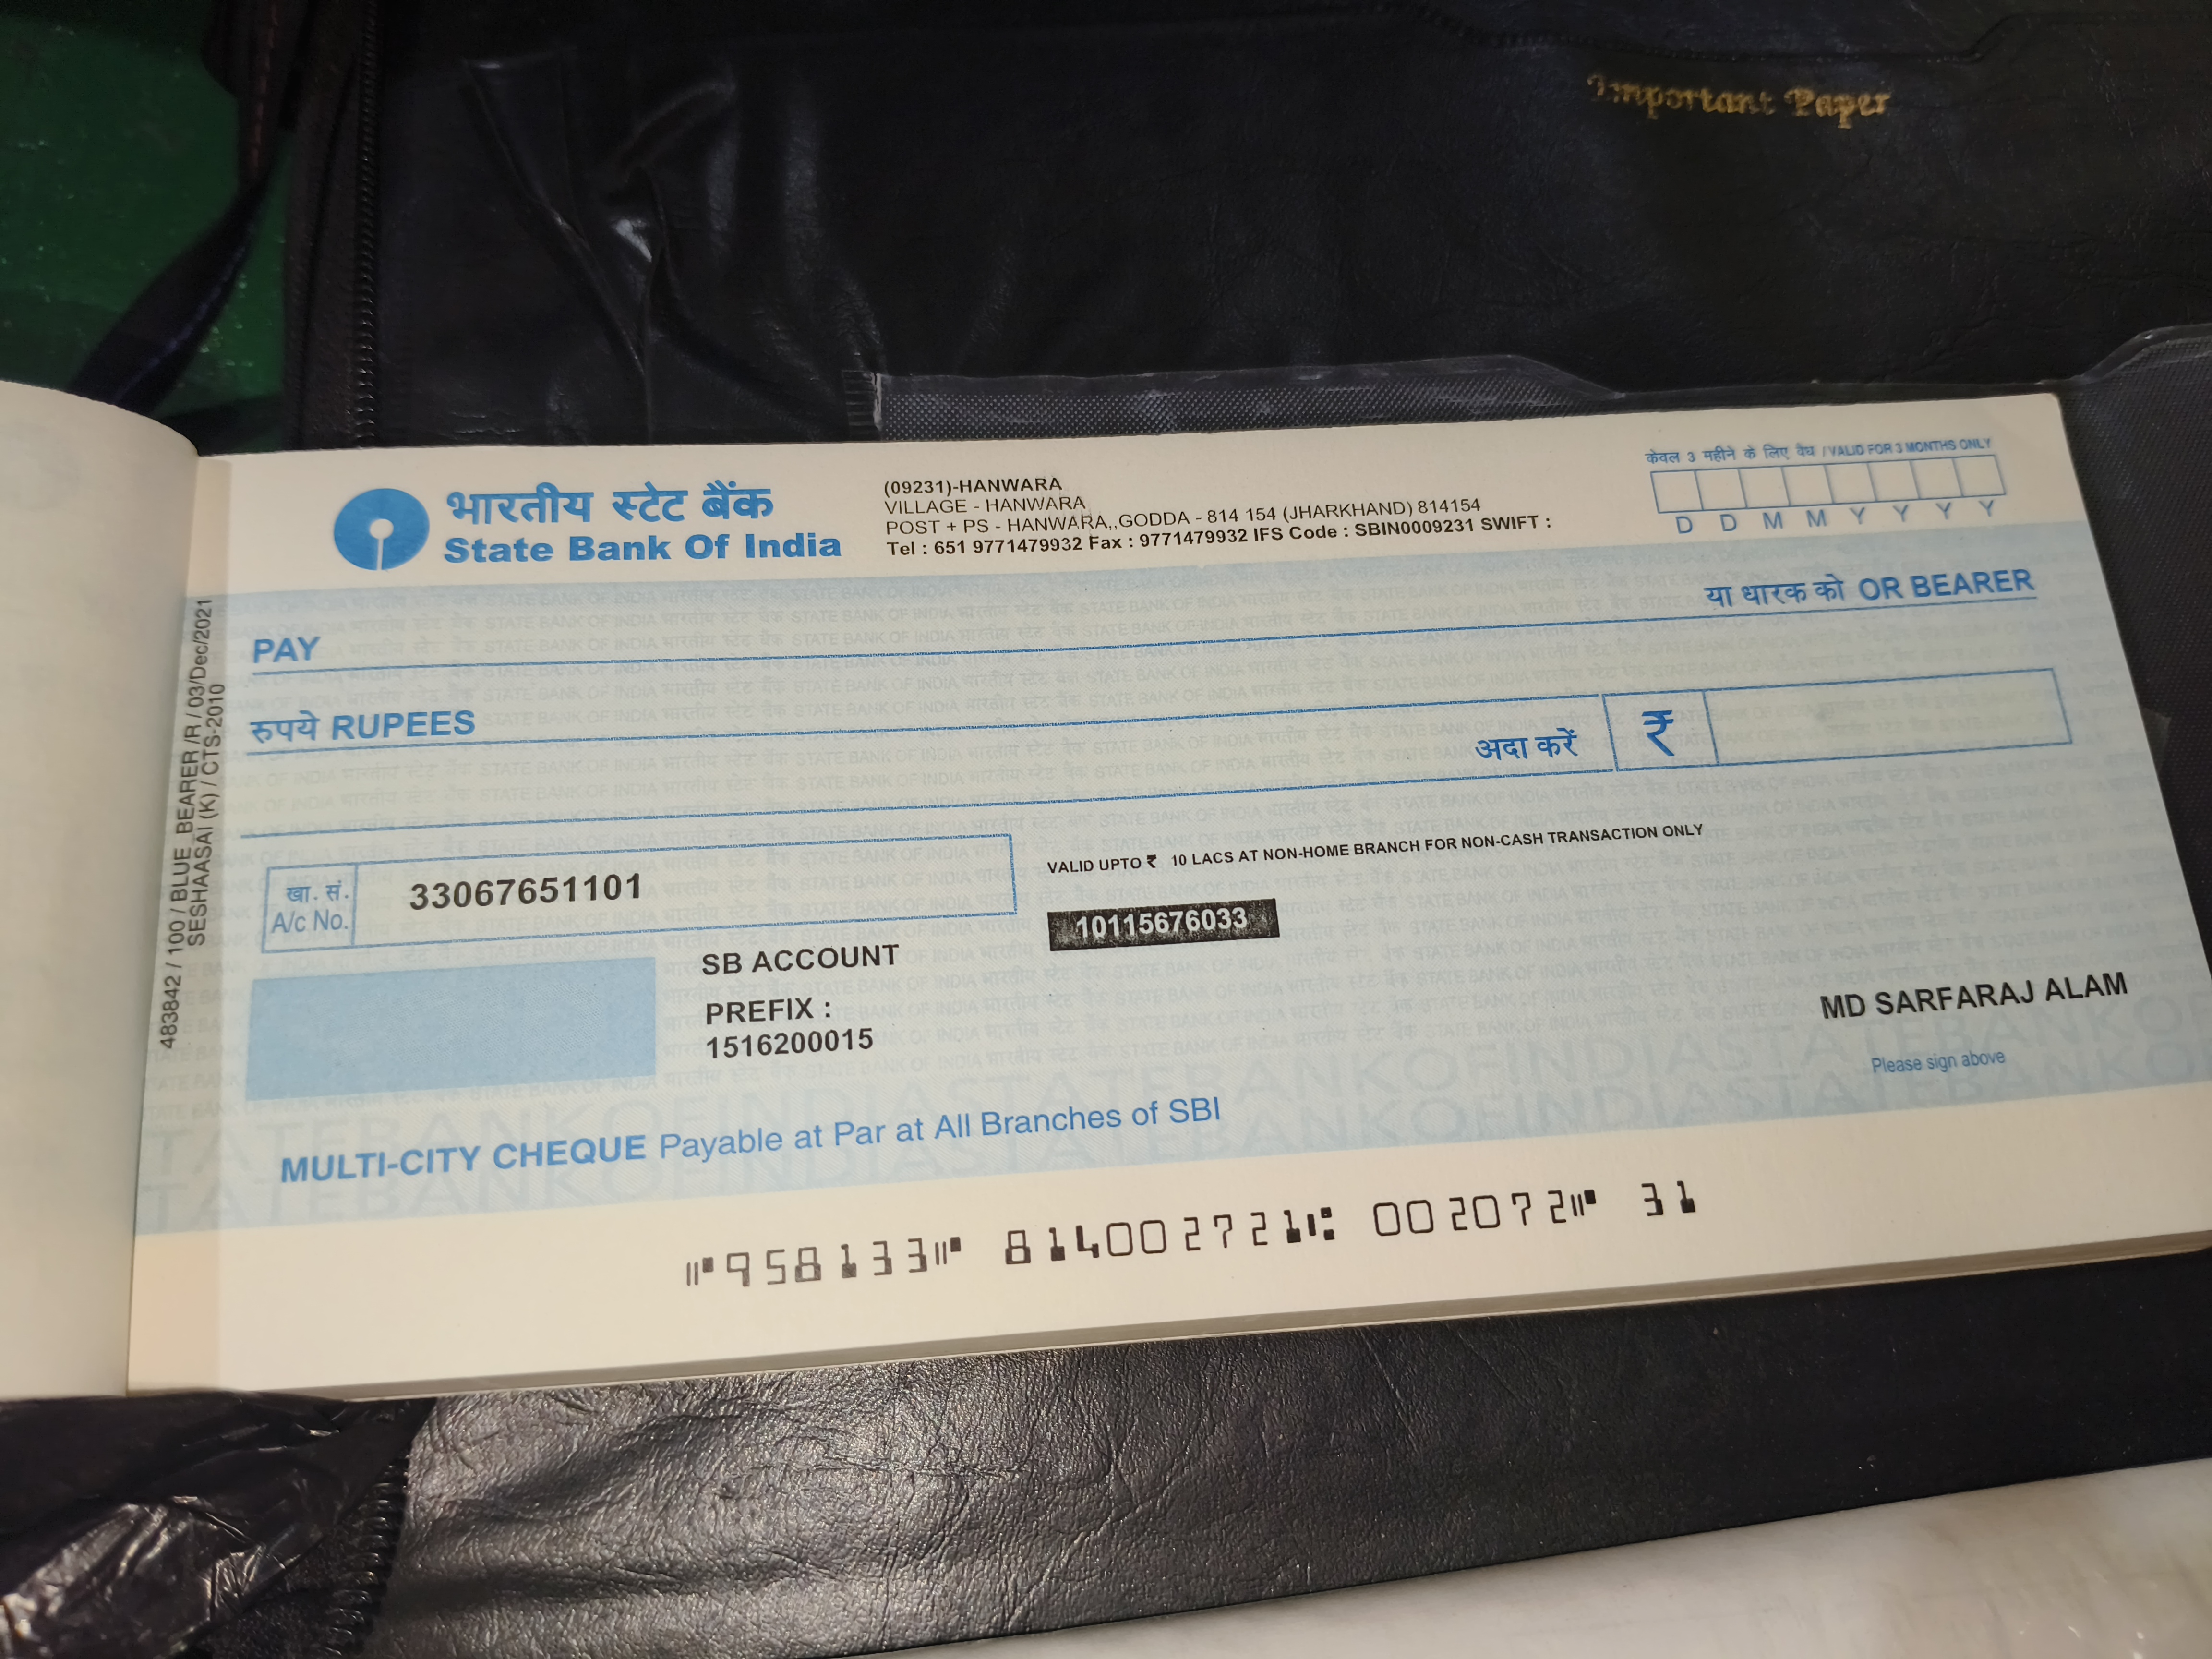 Important Paper
भारतीय स्टेट बैंक
State Bank Of India
(09231)-HANWARA
VILLAGE - HANWARA
POST + PS - HANWARA,,GODDA - 814 154 (JHARKHAND) 814154
Tel : 651 9771479932 Fax : 9771479932 IFS Code : SBIN0009231 SWIFT :
केवल 3 महीने के लिए वैध / VALID FOR 3 MONTHS ONLY
D D M M Y Y Y Y
PAY
या धारक को OR BEARER
रुपये RUPEES
अदा करें ₹
खा. सं.
A/c No.
33067651101
VALID UPTO ₹ 10 LACS AT NON-HOME BRANCH FOR NON-CASH TRANSACTION ONLY
10115676033
SB ACCOUNT
PREFIX :
1516200015
MD SARFARAJ ALAM
Please sign above
MULTI-CITY CHEQUE Payable at Par at All Branches of SBI
⑈958133⑈ 814002721⑆ 002072⑈ 31
483842 / 100 / BLUE BEARER /R / 03/Dec/2021
SESHAASAI (K) / CTS-2010